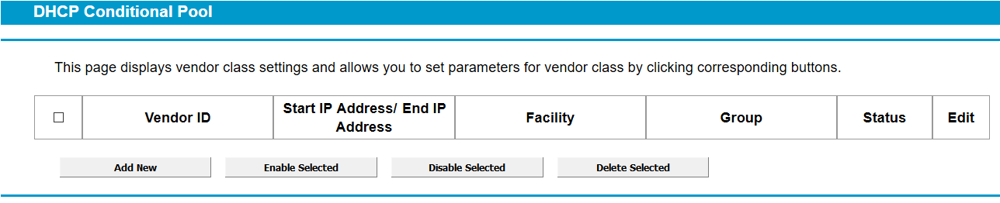 DHCP Conditional Pool
This page displays vendor class settings and allows you to set parameters for vendor class by clicking corresponding buttons.
Vendor ID
Start IP Address/ End IP
Address
Facility
Group
Status
Edit
Add New
Enable Selected
Disable Selected
Delete Selected